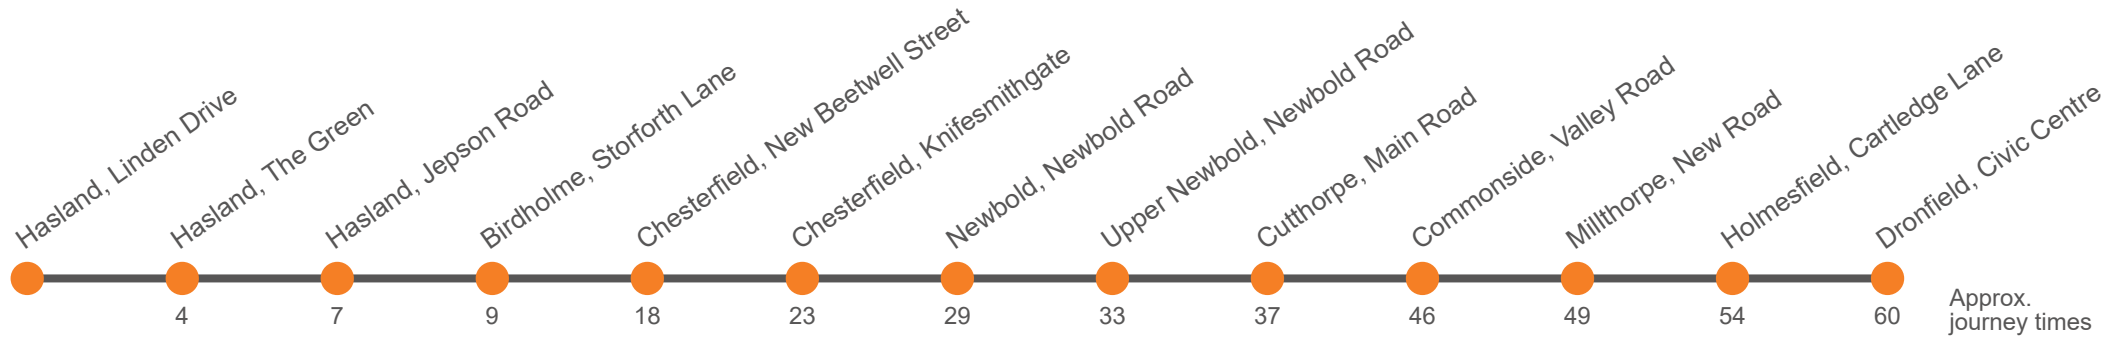 Hasland, Linden Drive
Hasland, The Green
Hasland, Jepson Road
Birdholme, Storforth Lane
Chesterfield, New Beetwell Street
Chesterfield, Knifesmithgate
Newbold, Newbold Road
Upper Newbold, Newbold Road
Cutthorpe, Main Road
Commonside, Valley Road
Millthorpe, New Road
Holmesfield, Cartledge Lane
Dronfield, Civic Centre
4 7 9 18 23 29 33 37 46 49 54 60
Approx.
journey times